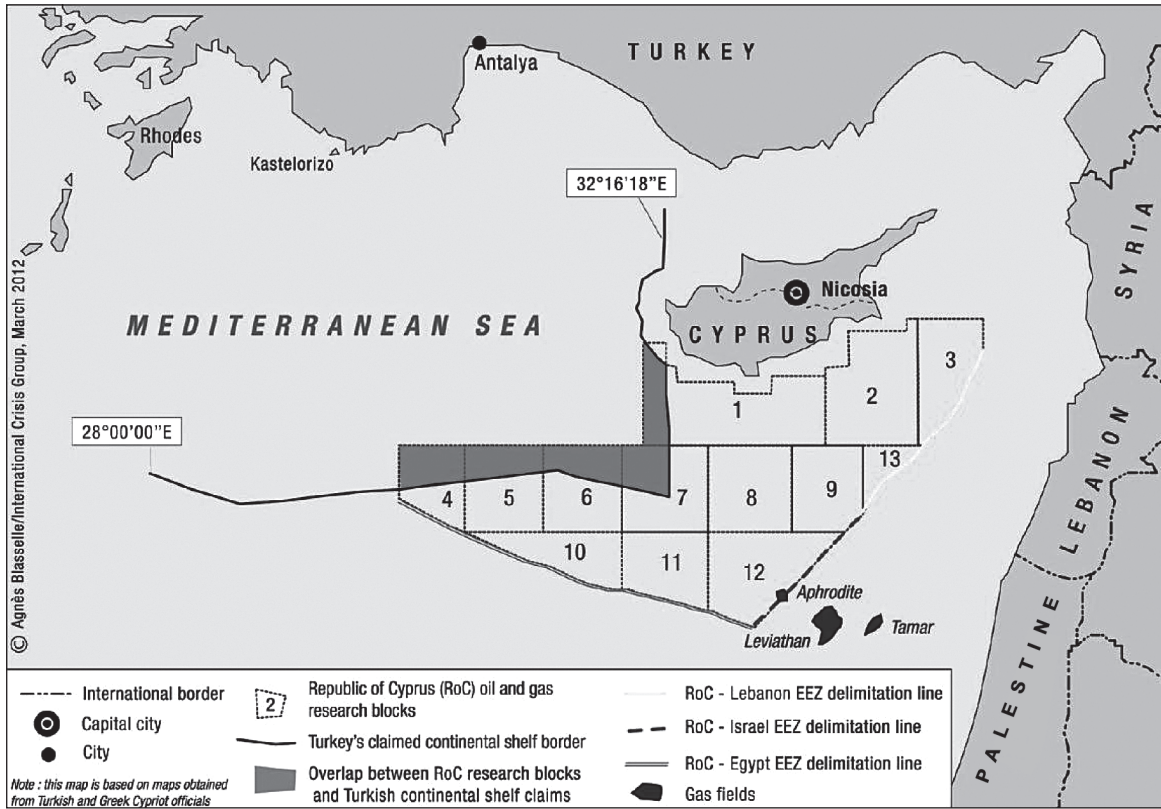 TURKEY
Antalya
Rhodes
Kastelorizo
32°16'18"E
SYRIA
Nicosia
CYPRUS
MEDITERRANEAN SEA
3
2
1
28°00'00"E
13
LEBANON
4
5
6
7
8
9
10
11
12
Aphrodite
Leviathan
Tamar
PALESTINE
© Agnès Blasselle/International Crisis Group, March 2012
International border
Capital city
City
Note : this map is based on maps obtained
from Turkish and Greek Cypriot officials
2
Republic of Cyprus (RoC) oil and gas
research blocks
Turkey's claimed continental shelf border
Overlap between RoC research blocks
and Turkish continental shelf claims
RoC - Lebanon EEZ delimitation line
RoC - Israel EEZ delimitation line
RoC - Egypt EEZ delimitation line
Gas fields